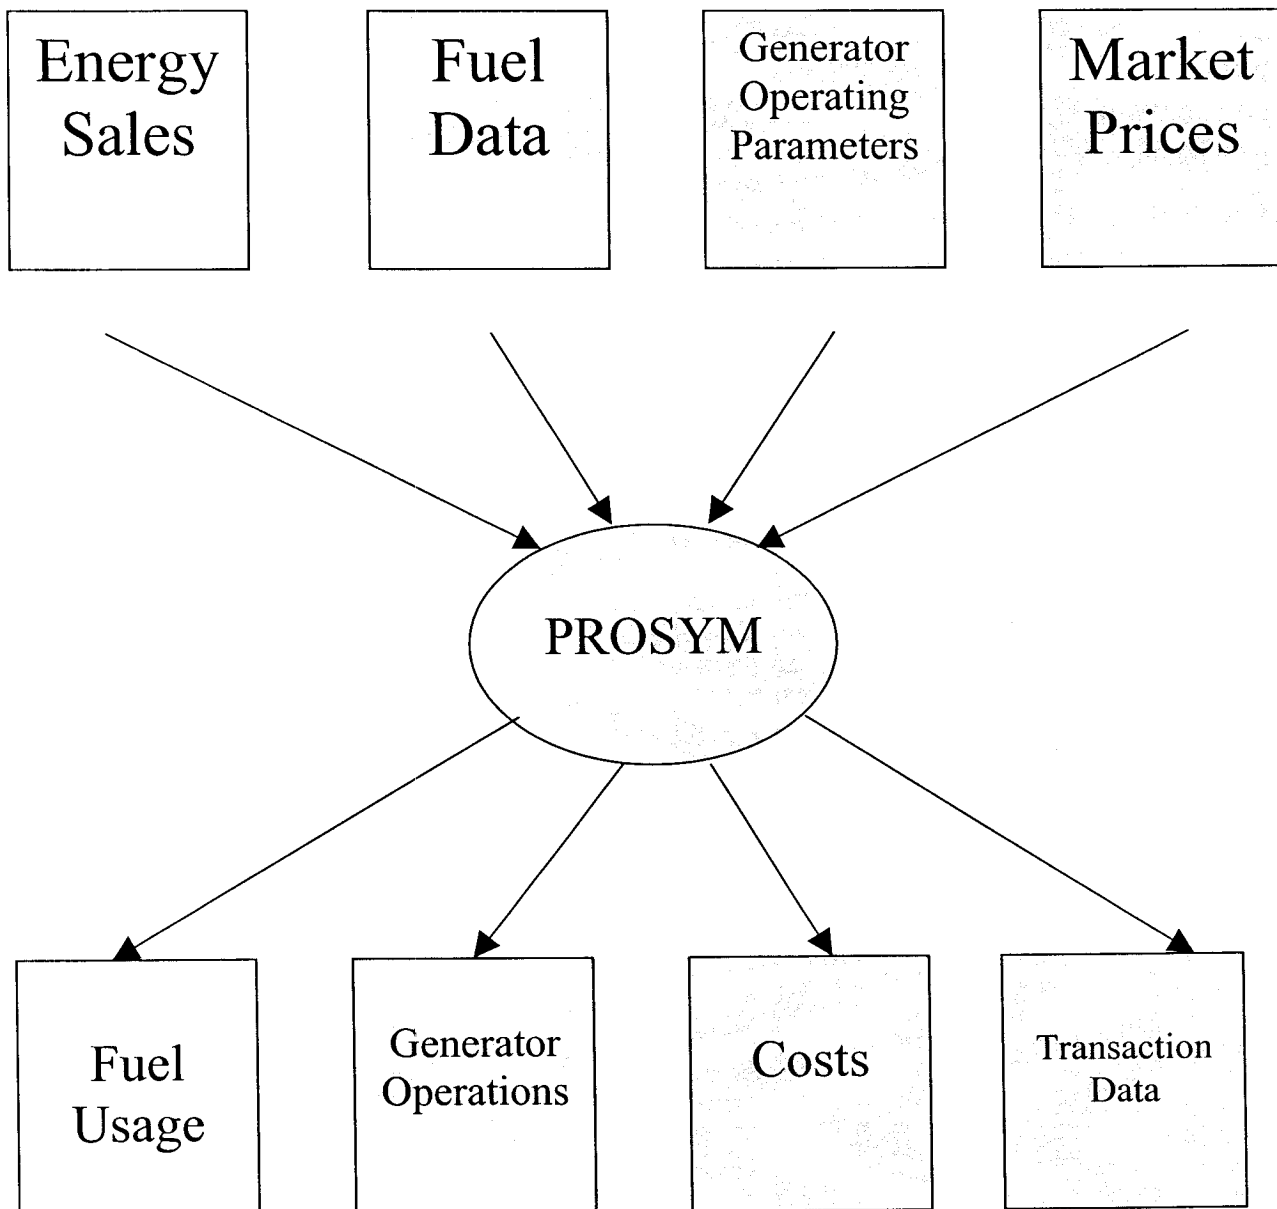 Energy
Sales
Fuel
Data
Generator
Operating
Parameters
Market
Prices
PROSYM
Fuel
Usage
Generator
Operations
Costs
Transaction
Data